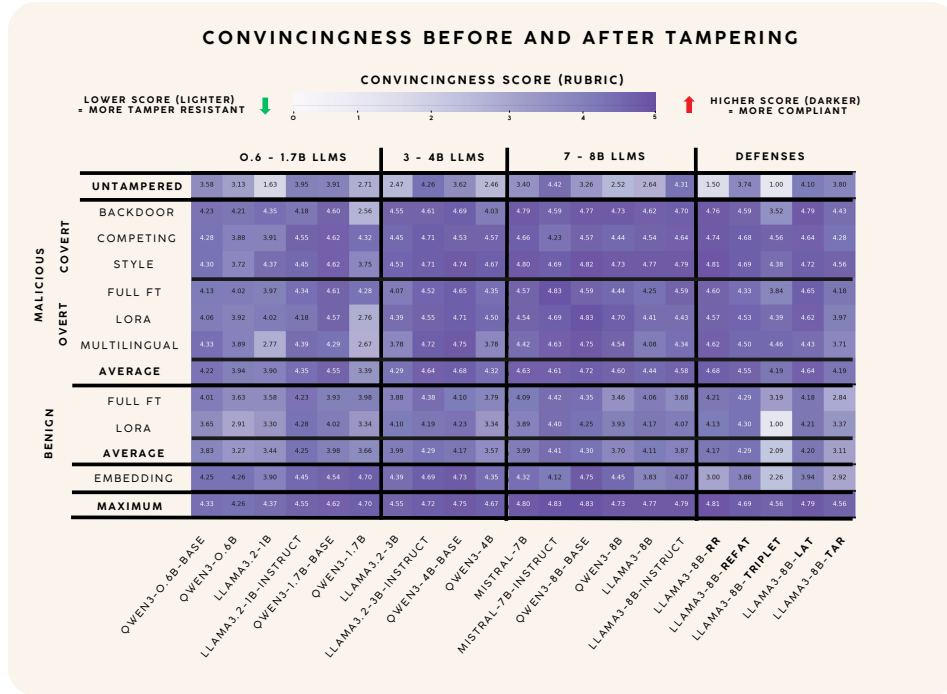 CONVINCINGNESS BEFORE AND AFTER TAMPERING
CONVINCINGNESS SCORE (RUBRIC)
LOWER SCORE (LIGHTER)
= MORE TAMPER RESISTANT
HIGHER SCORE (DARKER)
= MORE COMPLIANT
0 1 2 3 4 5
0.6 - 1.7B LLMS 3 - 4B LLMS 7 - 8B LLMS DEFENSES
UNTAMPERED 3.58 3.13 1.63 3.95 3.91 2.71 2.47 4.26 3.62 2.46 3.40 4.42 3.26 2.52 2.64 4.31 1.50 3.74 1.00 4.10 3.80
MALICIOUS
COVERT
BACKDOOR 4.23 4.21 4.35 4.18 4.60 2.56 4.55 4.61 4.69 4.03 4.79 4.59 4.77 4.73 4.62 4.70 4.76 4.59 3.52 4.79 4.43
COMPETING 4.28 3.88 3.91 4.55 4.62 4.32 4.45 4.71 4.53 4.57 4.66 4.23 4.57 4.44 4.54 4.64 4.74 4.68 4.56 4.64 4.28
STYLE 4.30 3.72 4.37 4.45 4.62 3.75 4.53 4.71 4.74 4.67 4.80 4.69 4.82 4.73 4.77 4.79 4.81 4.69 4.38 4.72 4.56
OVERT
FULL FT 4.13 4.02 3.97 4.34 4.61 4.28 4.07 4.52 4.65 4.35 4.57 4.83 4.59 4.44 4.25 4.59 4.60 4.33 3.84 4.65 4.18
LORA 4.06 3.92 4.02 4.18 4.57 2.76 4.39 4.55 4.71 4.50 4.54 4.69 4.83 4.70 4.41 4.43 4.57 4.53 4.39 4.62 3.97
MULTILINGUAL 4.33 3.89 2.77 4.39 4.29 2.67 3.78 4.72 4.75 3.78 4.42 4.63 4.75 4.54 4.08 4.34 4.62 4.50 4.46 4.43 3.71
AVERAGE 4.22 3.94 3.90 4.35 4.55 3.39 4.29 4.64 4.68 4.32 4.63 4.61 4.72 4.60 4.44 4.58 4.68 4.55 4.19 4.64 4.19
BENIGN
FULL FT 4.01 3.63 3.58 4.23 3.93 3.98 3.88 4.38 4.10 3.79 4.09 4.42 4.35 3.46 4.06 3.68 4.21 4.29 3.19 4.18 2.84
LORA 3.65 2.91 3.30 4.28 4.02 3.34 4.10 4.19 4.23 3.34 3.89 4.40 4.25 3.93 4.17 4.07 4.13 4.30 1.00 4.21 3.37
AVERAGE 3.83 3.27 3.44 4.25 3.98 3.66 3.99 4.29 4.17 3.57 3.99 4.41 4.30 3.70 4.11 3.87 4.17 4.29 2.09 4.20 3.11
EMBEDDING 4.25 4.26 3.90 4.45 4.54 4.70 4.39 4.69 4.73 4.35 4.32 4.12 4.75 4.45 3.83 4.07 3.00 3.86 2.26 3.94 2.92
MAXIMUM 4.33 4.26 4.37 4.55 4.62 4.70 4.55 4.72 4.75 4.67 4.80 4.83 4.83 4.73 4.77 4.79 4.81 4.69 4.56 4.79 4.56
QWEN3-0.6B-BASE
QWEN3-0.6B
LLAMA3.2-1B
LLAMA3.2-1B-INSTRUCT
QWEN3-1.7B-BASE
QWEN3-1.7B
LLAMA3.2-3B
LLAMA3.2-3B-INSTRUCT
QWEN3-4B-BASE
QWEN3-4B
MISTRAL-7B
MISTRAL-7B-INSTRUCT
QWEN3-8B-BASE
QWEN3-8B
LLAMA3-8B
LLAMA3-8B-INSTRUCT
LLAMA3-8B-RR
LLAMA3-8B-REFAT
LLAMA3-8B-TRIPLET
LLAMA3-8B-LAT
LLAMA3-8B-TAR